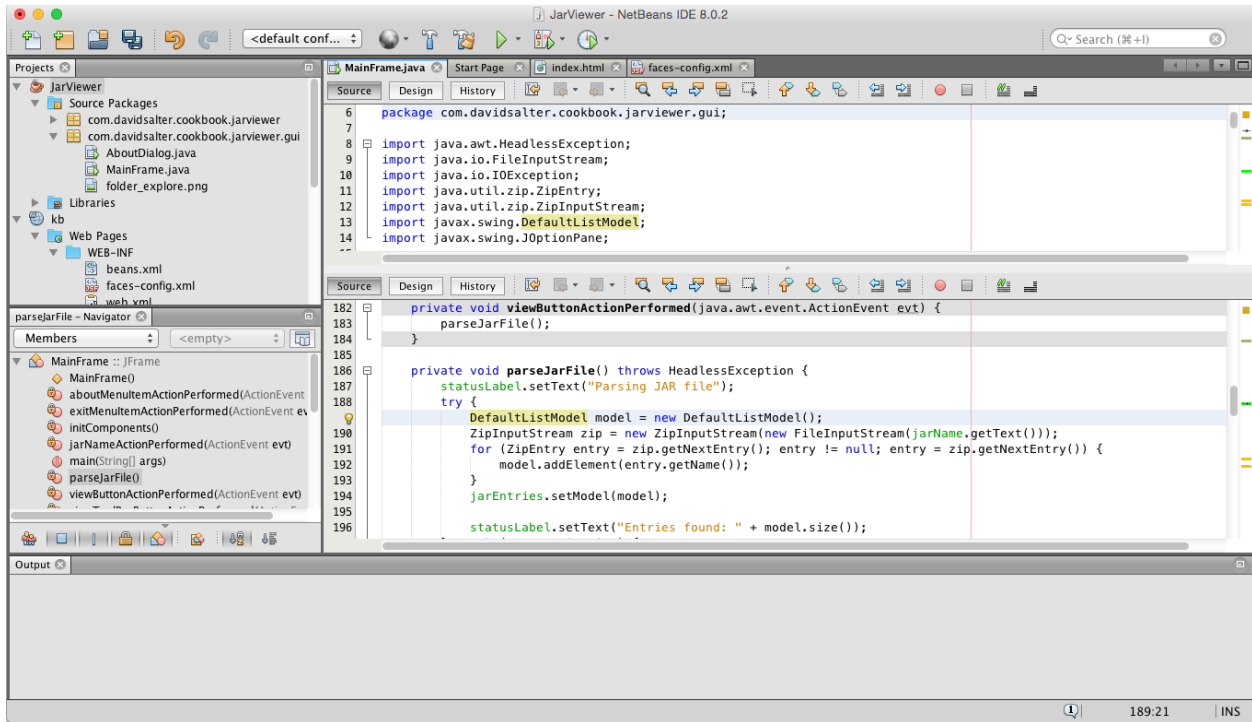 JarViewer - NetBeans IDE 8.0.2
<default conf...
Search (⌘+I)
Projects
JarViewer
Source Packages
com.davidsalter.cookbook.jarviewer
com.davidsalter.cookbook.jarviewer.gui
AboutDialog.java
MainFrame.java
folder_explore.png
Libraries
kb
Web Pages
WEB-INF
beans.xml
faces-config.xml
web.xml
parseJarFile - Navigator
Members
<empty>
MainFrame :: JFrame
MainFrame()
aboutMenuItemActionPerformed(ActionEvent
exitMenuItemActionPerformed(ActionEvent ev
initComponents()
jarNameActionPerformed(ActionEvent evt)
main(String[] args)
parseJarFile()
viewButtonActionPerformed(ActionEvent evt)
MainFrame.java Start Page index.html faces-config.xml
Source Design History
6 package com.davidsalter.cookbook.jarviewer.gui;
7
8 import java.awt.HeadlessException;
9 import java.io.FileInputStream;
10 import java.io.IOException;
11 import java.util.zip.ZipEntry;
12 import java.util.zip.ZipInputStream;
13 import javax.swing.DefaultListModel;
14 import javax.swing.JOptionPane;
Source Design History
182 private void viewButtonActionPerformed(java.awt.event.ActionEvent evt) {
183 parseJarFile();
184 }
185
186 private void parseJarFile() throws HeadlessException {
187 statusLabel.setText("Parsing JAR file");
188 try {
DefaultListModel model = new DefaultListModel();
190 ZipInputStream zip = new ZipInputStream(new FileInputStream(jarName.getText()));
191 for (ZipEntry entry = zip.getNextEntry(); entry != null; entry = zip.getNextEntry()) {
192 model.addElement(entry.getName());
193 }
194 jarEntries.setModel(model);
195
196 statusLabel.setText("Entries found: " + model.size());
Output
1
189:21
INS